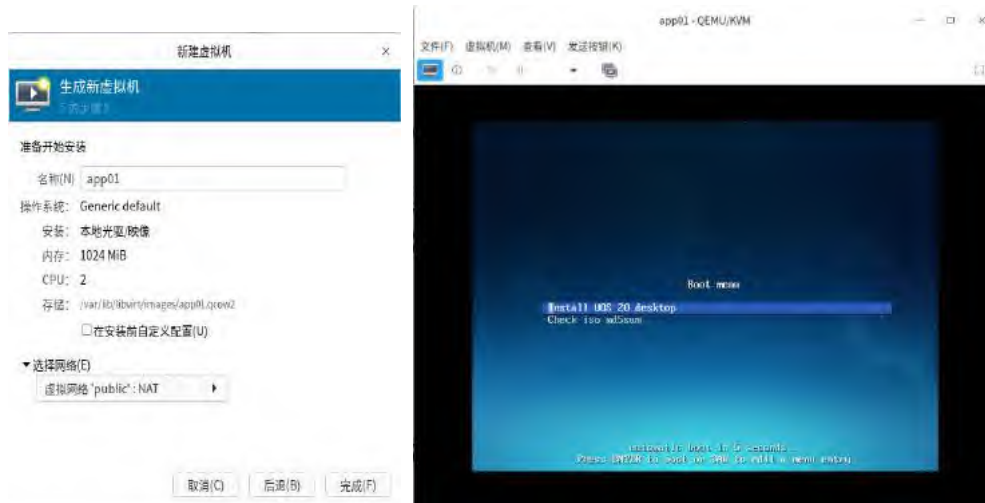 新建虚拟机
生成新虚拟机
准备开始安装
名称(N) app01
操作系统: Generic default
安装: 本地光驱/映像
内存: 1024 MiB
CPU: 2
存储: /var/lib/libvirt/images/app01.qcow2
在安装前自定义配置(U)
选择网络(E)
虚拟网络 'public' : NAT
取消(C) 后退(B) 完成(F)
app01 - QEMU/KVM
文件(F) 虚拟机(M) 查看(V) 发送按键(K)
Boot menu
Install UOS 20 desktop
Check iso md5sum
automatic boot in 6 seconds
Press ENTER to boot or TAB to edit a menu entry